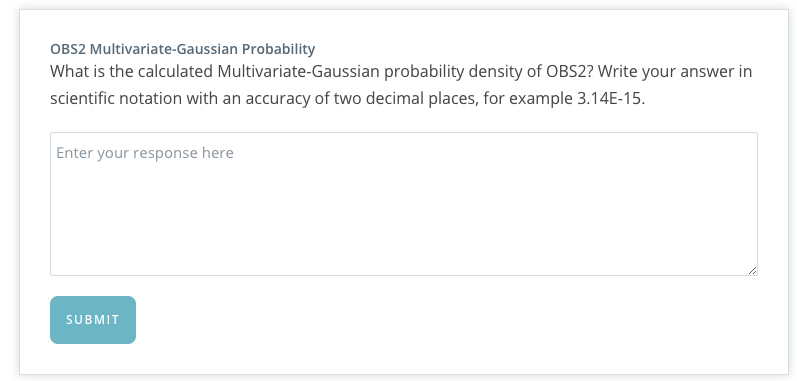 OBS2 Multivariate-Gaussian Probability
What is the calculated Multivariate-Gaussian probability density of OBS2? Write your answer in
scientific notation with an accuracy of two decimal places, for example 3.14E-15.
Enter your response here
SUBMIT